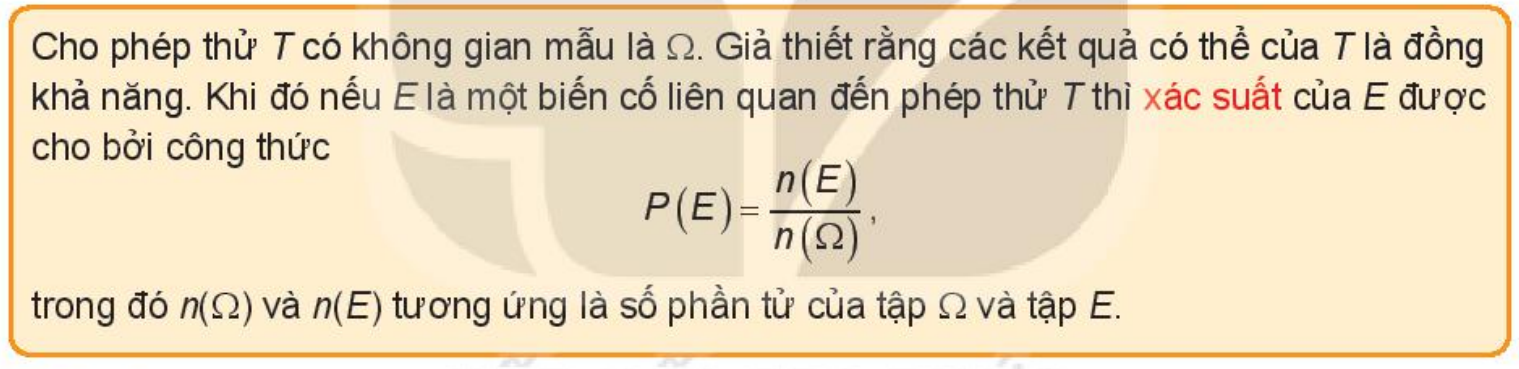 Cho phép thử T có không gian mẫu là Ω. Giả thiết rằng các kết quả có thể của T là đồng
khả năng. Khi đó nếu E là một biến cố liên quan đến phép thử T thì xác suất của E được
cho bởi công thức
P(E) = n(E)/n(Ω),
trong đó n(Ω) và n(E) tương ứng là số phần tử của tập Ω và tập E.